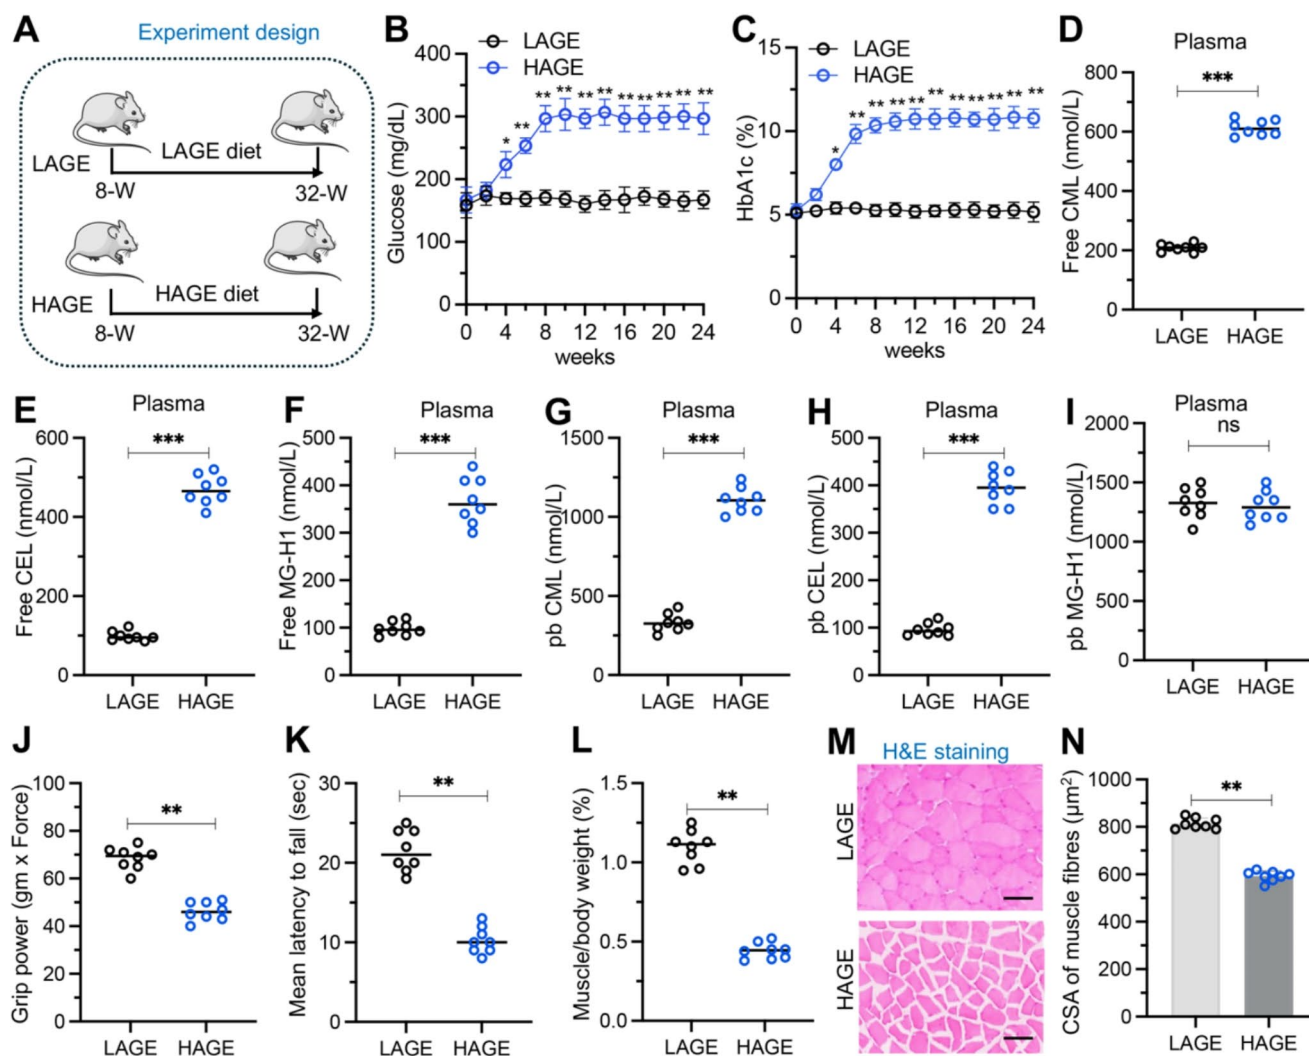 A
Experiment design
LAGE
LAGE diet
8-W
32-W
HAGE
HAGE diet
8-W
32-W
B
LAGE
HAGE
Glucose (mg/dL)
400
300
200
100
0
* ** ** ** ** ** ** ** ** ** ** **
0 4 8 12 16 20 24
weeks
C
LAGE
HAGE
HbA1c (%)
15
10
5
0
* ** ** ** ** ** ** ** ** ** **
0 4 8 12 16 20 24
weeks
D
Plasma
***
Free CML (nmol/L)
800
600
400
200
0
LAGE HAGE
E
Plasma
***
Free CEL (nmol/L)
600
400
200
0
LAGE HAGE
F
Plasma
***
Free MG-H1 (nmol/L)
500
400
300
200
100
0
LAGE HAGE
G
Plasma
***
pb CML (nmol/L)
1500
1000
500
0
LAGE HAGE
H
Plasma
***
pb CEL (nmol/L)
500
400
300
200
100
0
LAGE HAGE
I
Plasma
ns
pb MG-H1 (nmol/L)
2000
1500
1000
500
0
LAGE HAGE
J
**
Grip power (gm x Force)
100
80
60
40
20
0
LAGE HAGE
K
**
Mean latency to fall (sec)
30
20
10
0
LAGE HAGE
L
**
Muscle/body weight (%)
1.5
1.0
0.5
0.0
LAGE HAGE
M
H&E staining
LAGE
HAGE
N
**
CSA of muscle fibres (µm²)
1000
800
600
400
200
0
LAGE HAGE